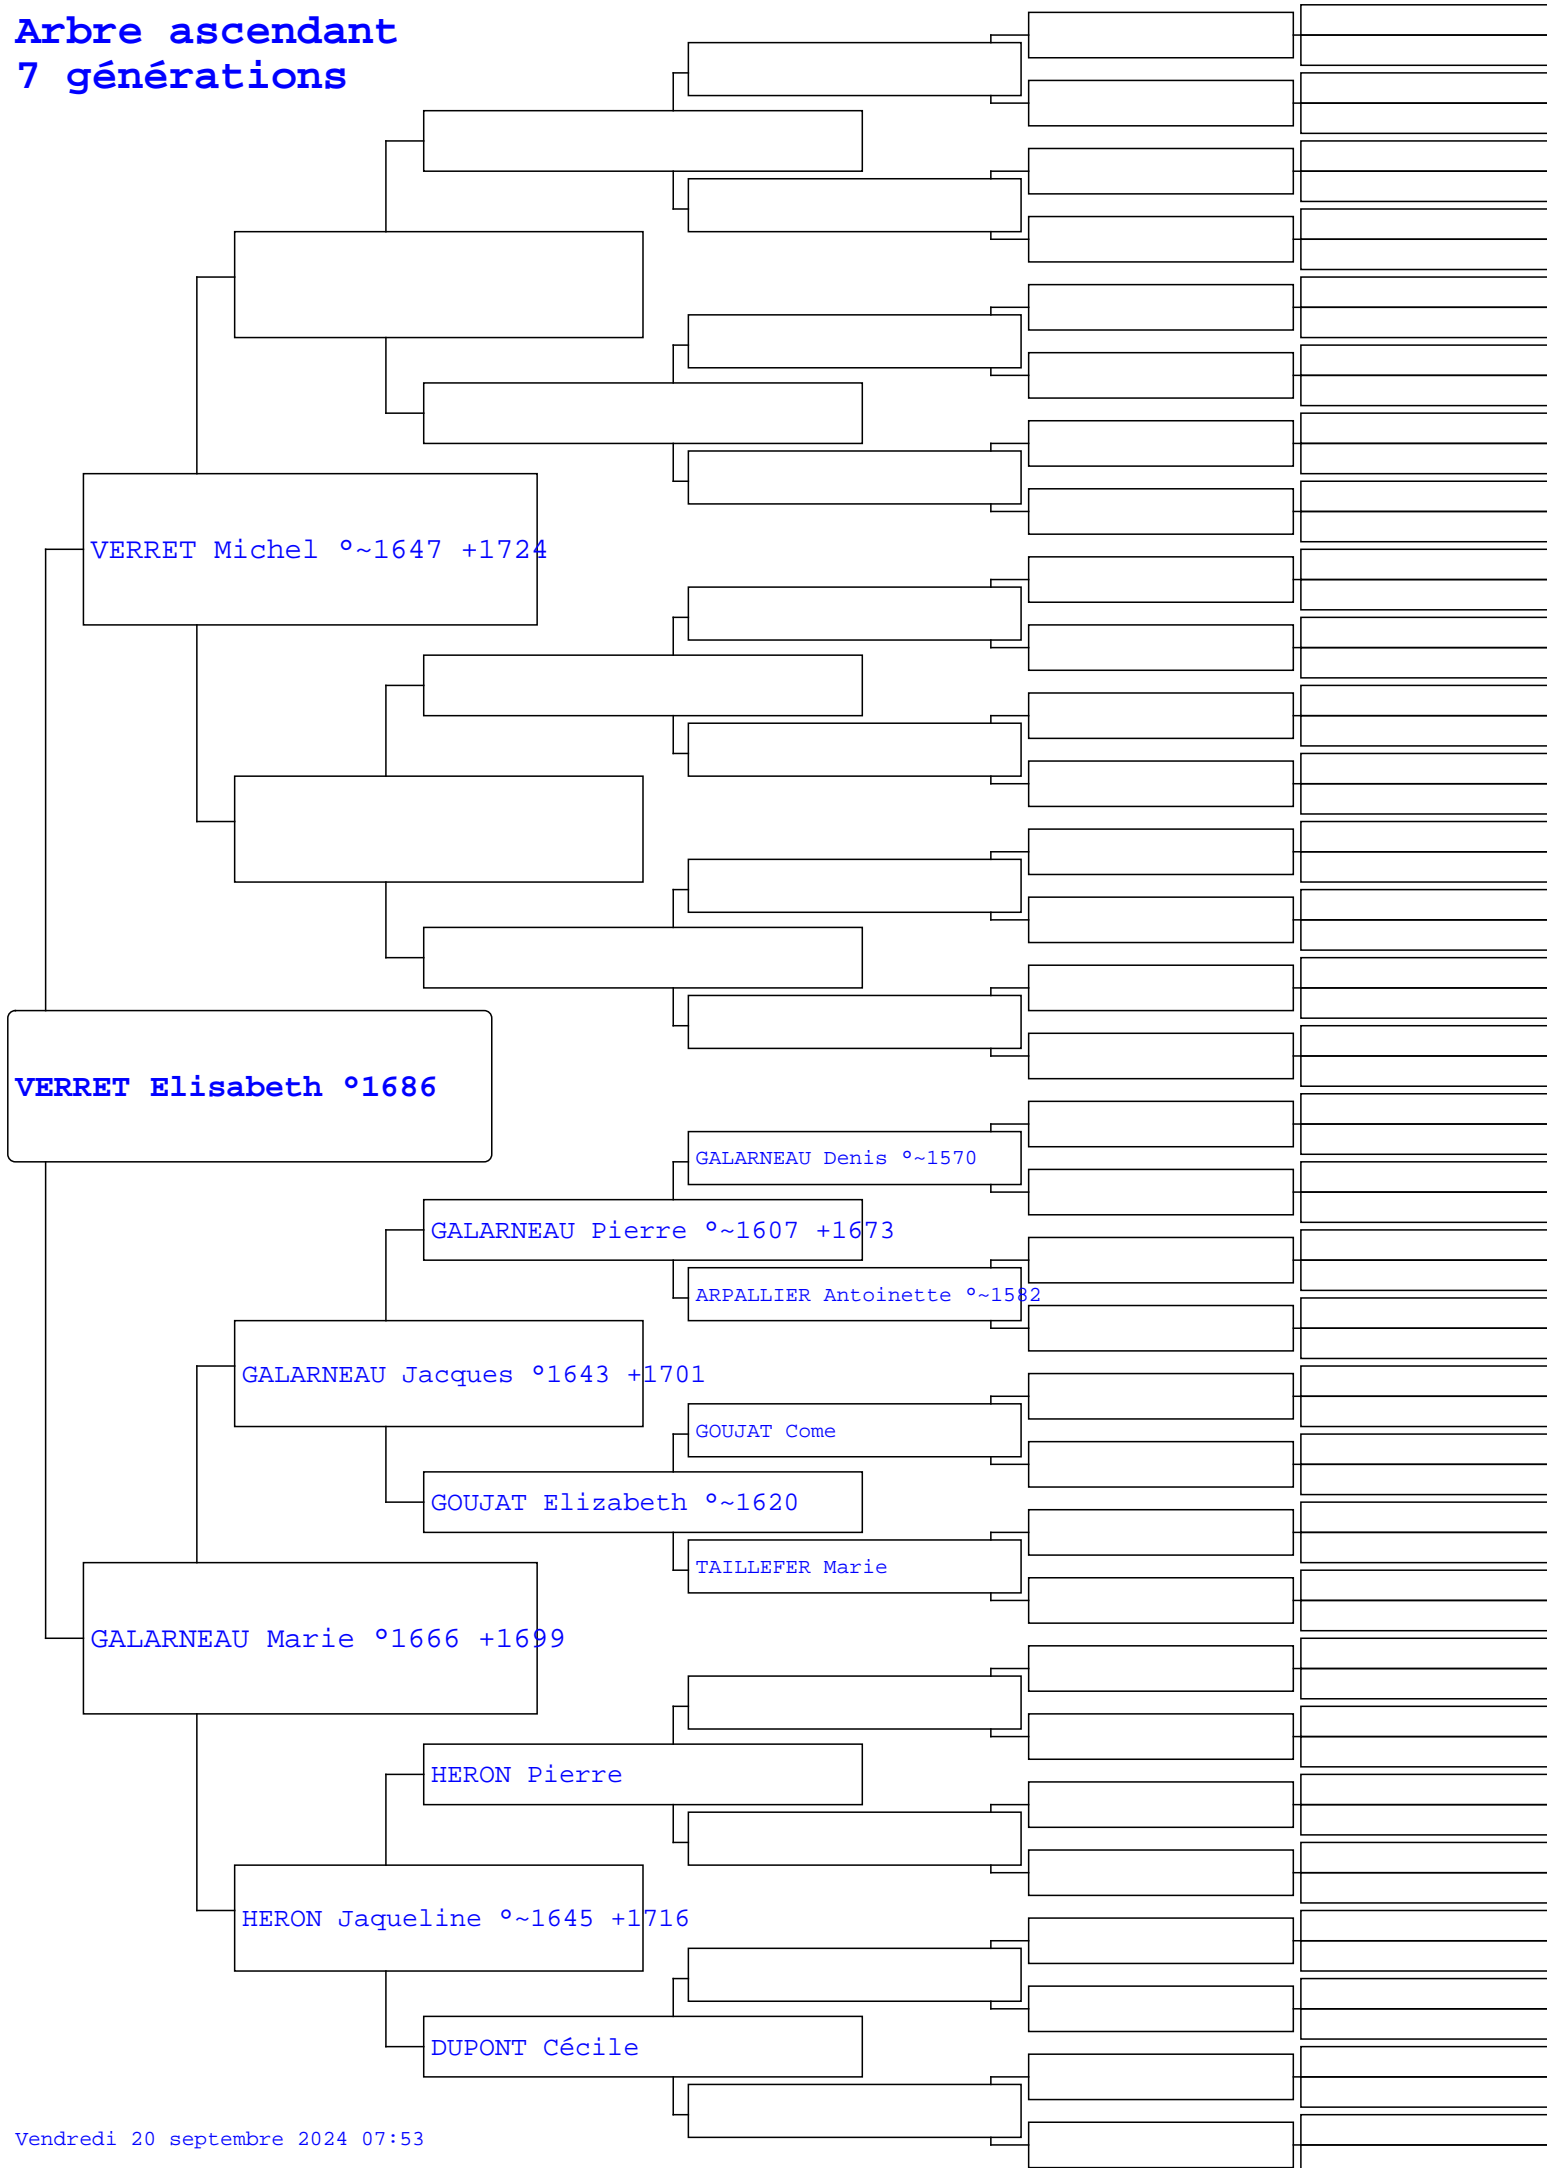 Arbre ascendant
7 générations
VERRET Michel °~1647 +1724
VERRET Elisabeth °1686
GALARNEAU Denis °~1570
GALARNEAU Pierre °~1607 +1673
ARPALLIER Antoinette °~1582
GALARNEAU Jacques °1643 +1701
GOUJAT Come
GOUJAT Elizabeth °~1620
TAILLEFER Marie
GALARNEAU Marie °1666 +1699
HERON Pierre
HERON Jaqueline °~1645 +1716
DUPONT Cécile
Vendredi 20 septembre 2024 07:53